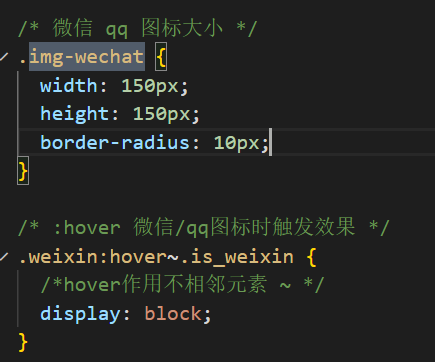 /* 微信 qq 图标大小 */
.img-wechat {
width: 150px;
height: 150px;
border-radius: 10px;
}
/* :hover 微信/qq图标时触发效果 */
.weixin:hover~.is_weixin {
/*hover作用不相邻元素 ~ */
display: block;
}